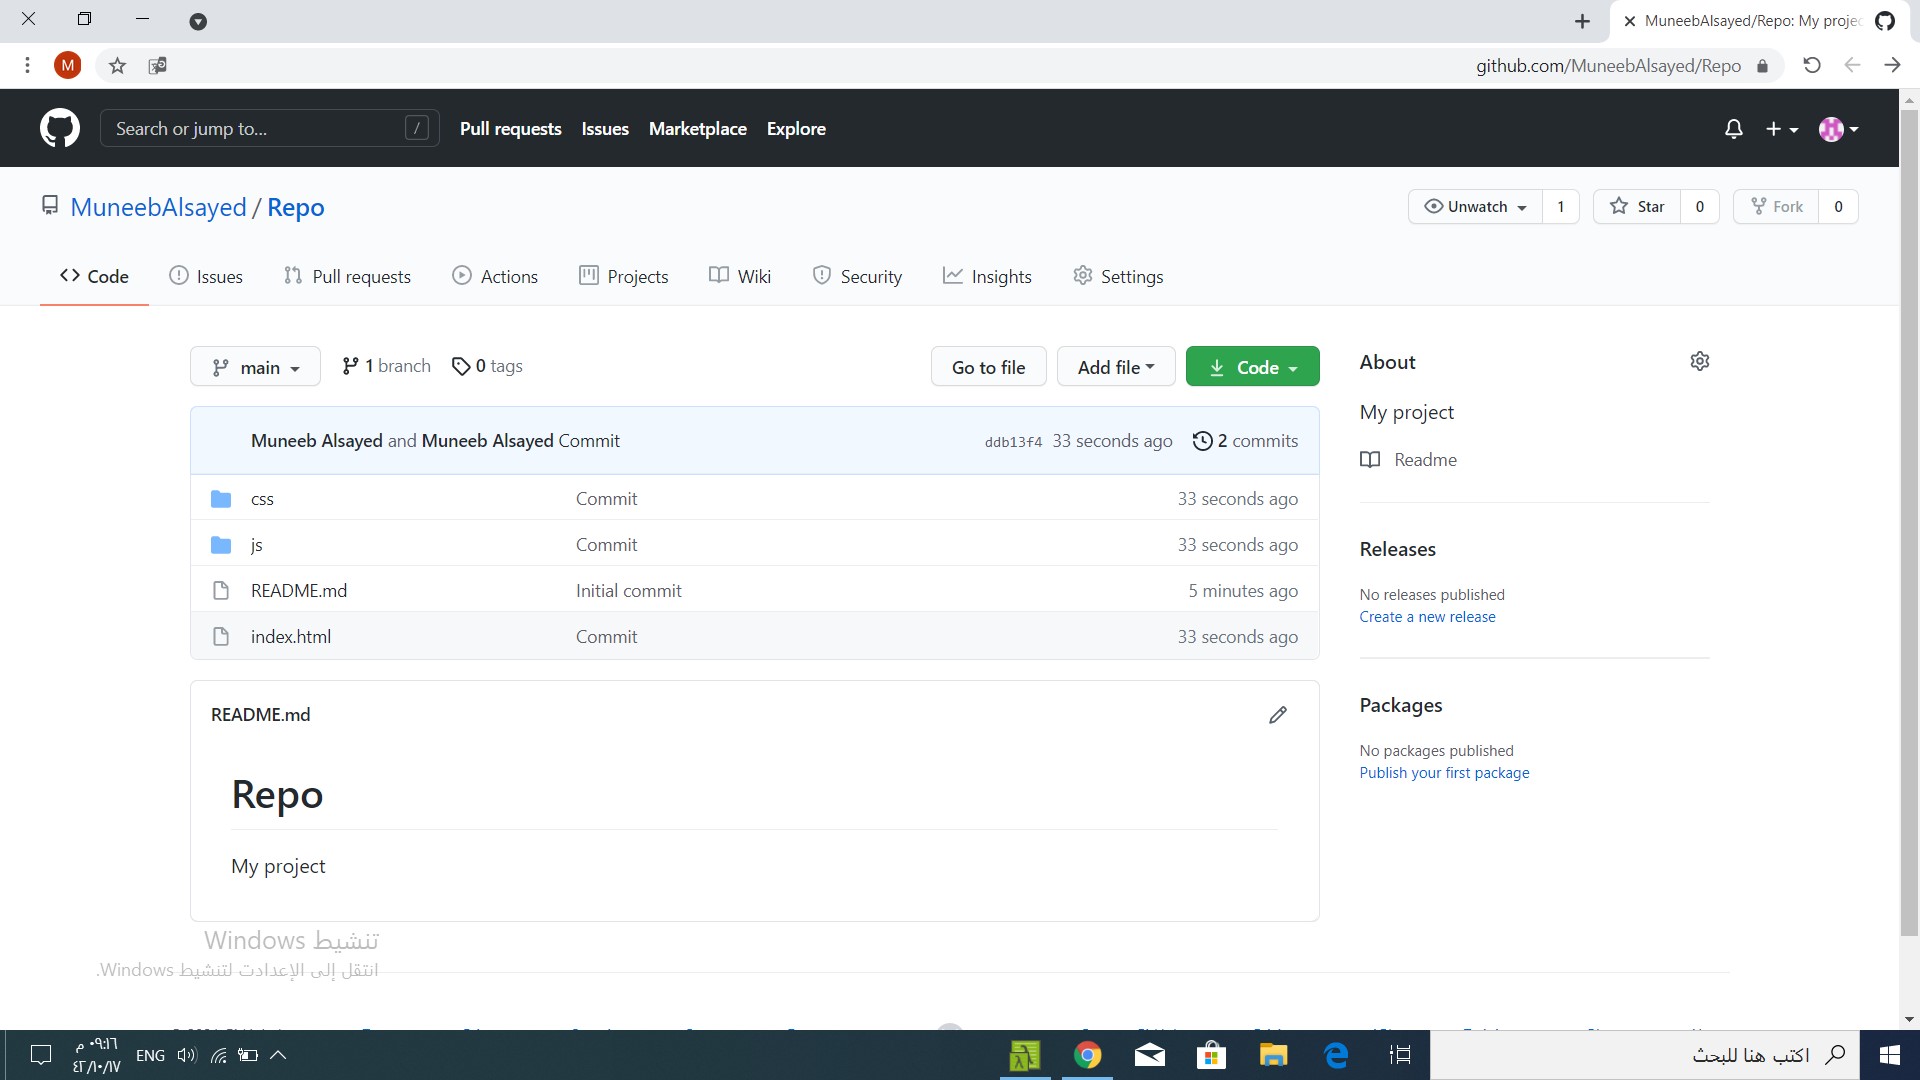 MuneebAlsayed/Repo: My projec
github.com/MuneebAlsayed/Repo
M
Search or jump to... /
Pull requests Issues Marketplace Explore
MuneebAlsayed / Repo
Unwatch 1 Star 0 Fork 0
Code Issues Pull requests Actions Projects Wiki Security Insights Settings
main 1 branch 0 tags Go to file Add file Code
Muneeb Alsayed and Muneeb Alsayed Commit ddb13f4 33 seconds ago 2 commits
css Commit 33 seconds ago
js Commit 33 seconds ago
README.md Initial commit 5 minutes ago
index.html Commit 33 seconds ago
README.md
Repo
My project
About
My project
Readme
Releases
No releases published
Create a new release
Packages
No packages published
Publish your first package
تنشيط Windows
انتقل إلى الإعدادت لتنشيط Windows.
ENG
٠٩:١٦ م
٤٢/١٠/١٧
اكتب هنا للبحث